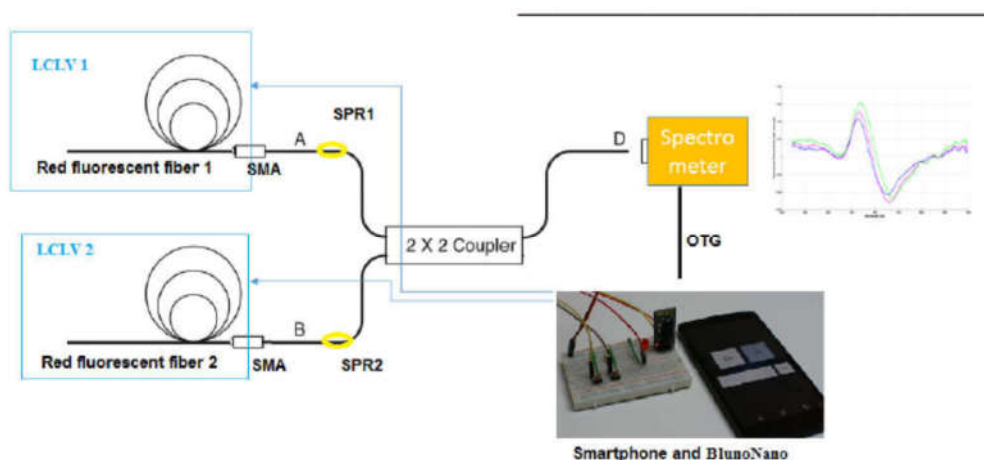 LCLV 1
Red fluorescent fiber 1
SMA
A
SPR1
D
Spectro
meter
OTG
2 X 2 Coupler
LCLV 2
Red fluorescent fiber 2
SMA
B
SPR2
Smartphone and BlunoNano